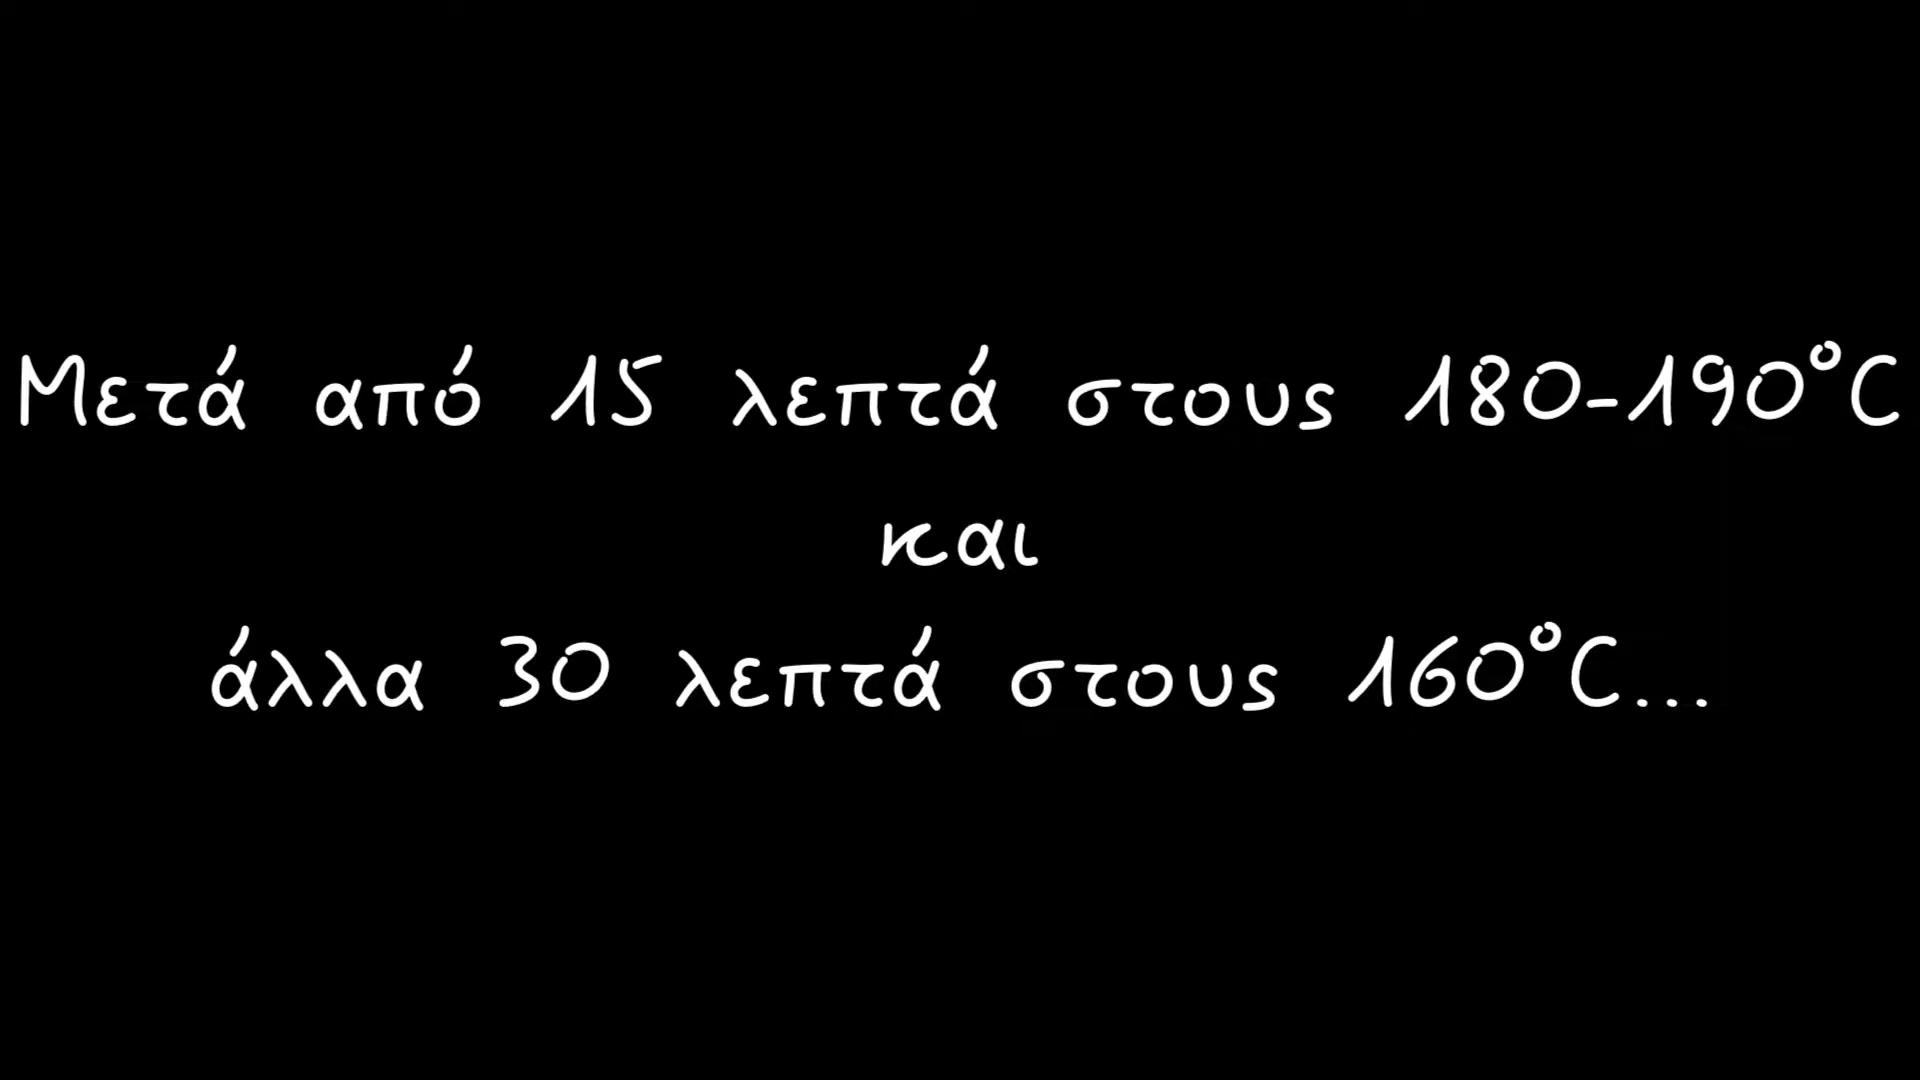 Μετά από 15 λεπτά στους 180-190°C
και
άλλα 30 λεπτά στους 160°C...